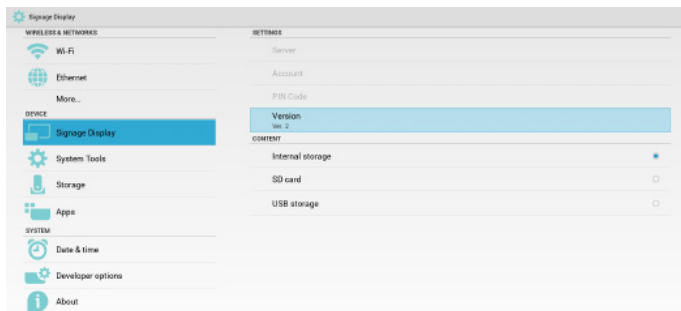 Signage Display
WIRELESS & NETWORKS
Wi-Fi
Ethernet
More...
DEVICE
Signage Display
System Tools
Storage
Apps
SYSTEM
Date & time
Developer options
About
SETTINGS
Server
Account
PIN Code
Version
Ver. 2
CONTENT
Internal storage
SD card
USB storage